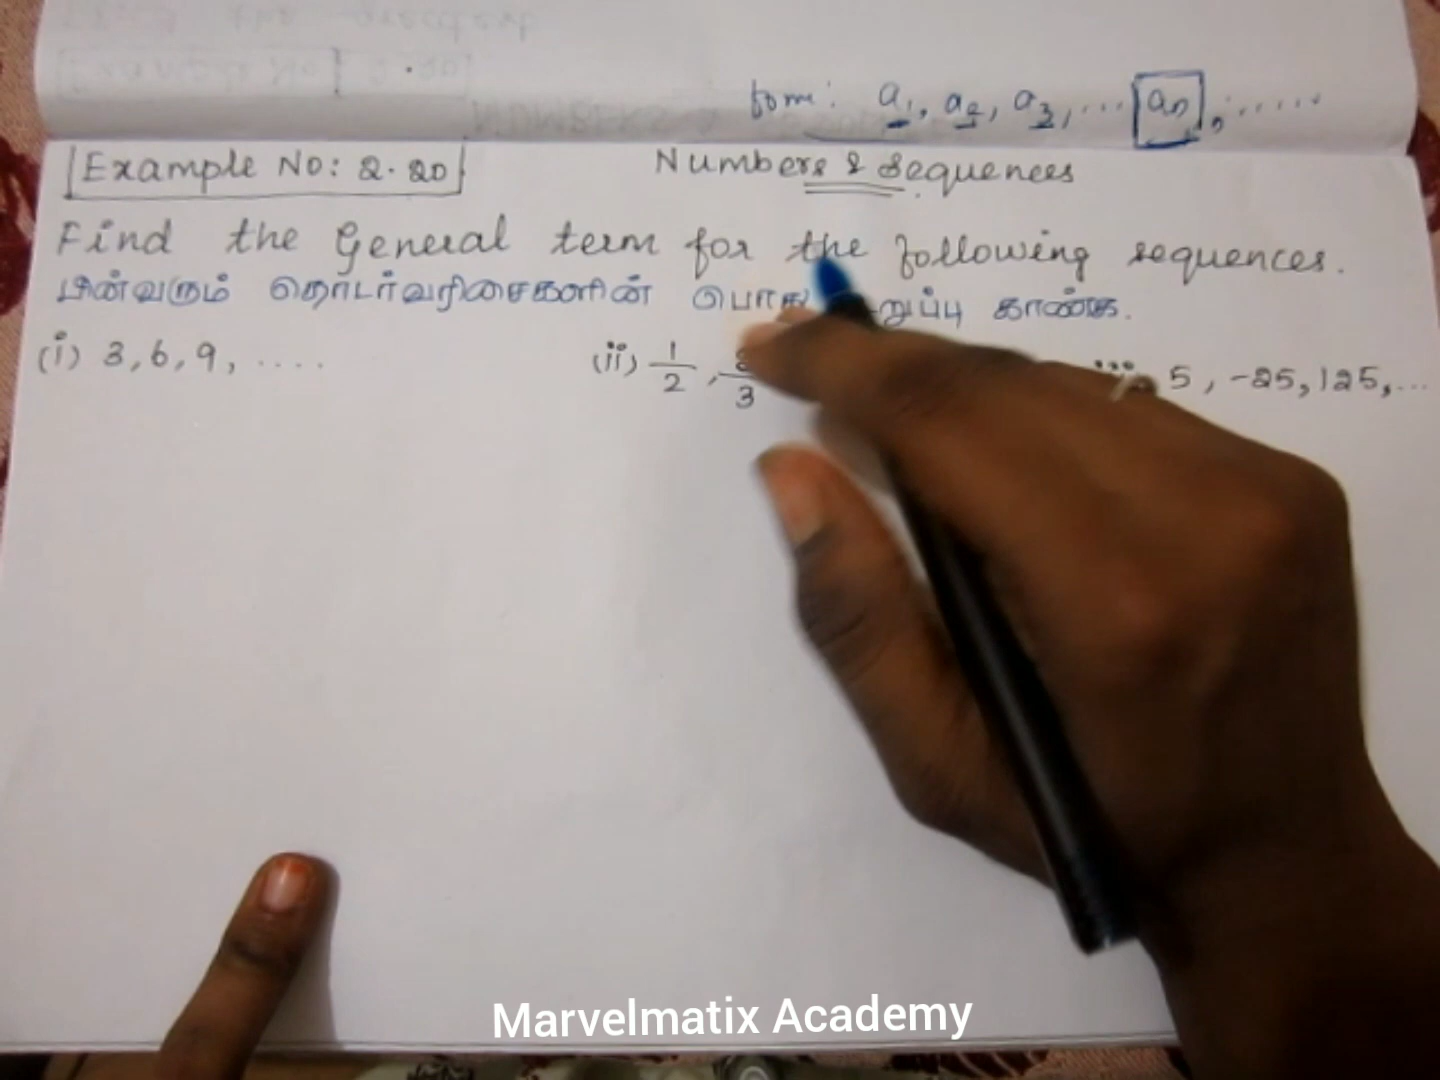 form: a1, a2, a3, ... an, ......
Example No: 2.20
Numbers & Sequences
Find the General term for the following sequences.
பின்வரும் தொடர்வரிசைகளின் காண்க.
(i) 3, 6, 9, ....
(ii) 1/2, /3
5, -25, 125, ...
Marvelmatix Academy